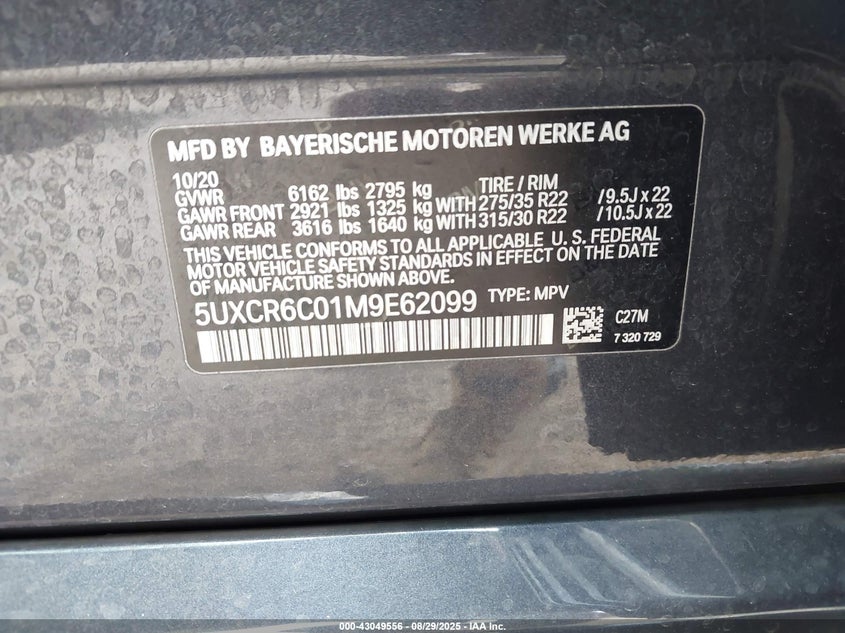 MFD BY BAYERISCHE MOTOREN WERKE AG
10/20 TIRE / RIM
GVWR 6162 lbs 2795 kg
GAWR FRONT 2921 lbs 1325 kg WITH 275/35 R22 /9.5J x 22
GAWR REAR 3616 lbs 1640 kg WITH 315/30 R22 /10.5J x 22
THIS VEHICLE CONFORMS TO ALL APPLICABLE U.S. FEDERAL
MOTOR VEHICLE SAFETY STANDARDS IN EFFECT ON THE DATE
OF MANUFACTURE SHOWN ABOVE.
5UXCR6C01M9E62099 TYPE: MPV
C27M
7 320 729
000-43049556 - 08/29/2025 - IAA Inc.